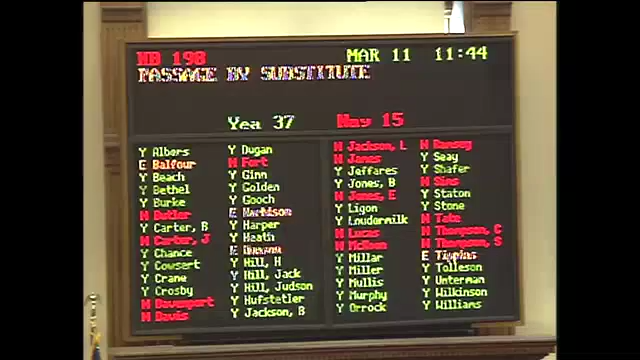 HB 198 MAR 11 11:44
PASSAGE BY SUBSTITUTE
Yea 37 Nay 15
Y Albers
E Balfour
Y Beach
Y Bethel
Y Burke
N Butler
Y Carter, B
N Carter, J
Y Chance
Y Cowsert
Y Crane
Y Crosby
N Davenport
N Davis
Y Dugan
N Fort
Y Ginn
Y Golden
Y Gooch
E Harbison
Y Harper
Y Heath
E
Y Hill, H
Y Hill, Jack
Y Hill, Judson
Y Hufstetler
Y Jackson, B
N Jackson, L
N James
Y Jeffares
Y Jones, B
N Jones, E
Y Ligon
Y Loudermilk
N Lucas
N McKoon
Y Millar
Y Miller
Y Mullis
Y Murphy
Y Orrock
N Ramsey
Y Seay
Y Shafer
N Sims
Y Staton
Y Stone
N Tate
N Thompson, C
N Thompson, S
E Tippins
Y Tolleson
Y Unterman
Y Wilkinson
Y Williams